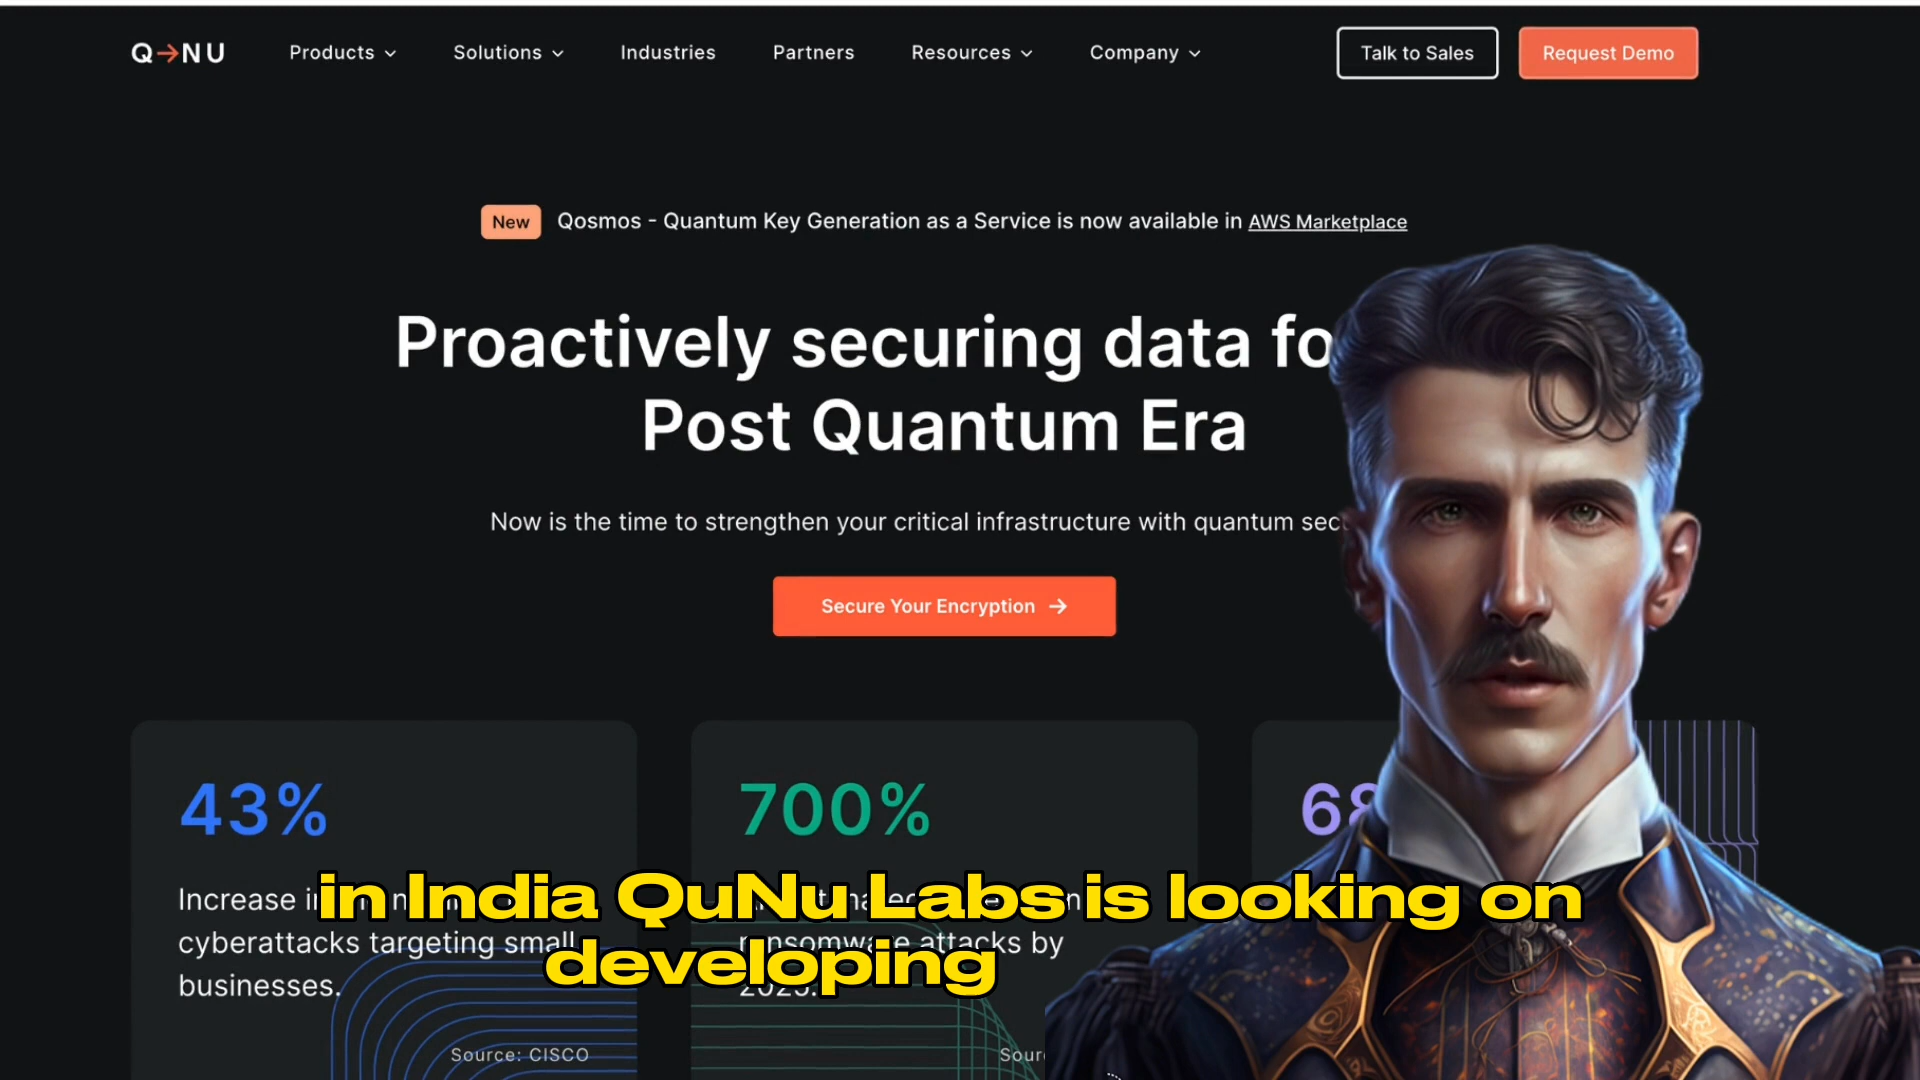 Q→NU
Products
Solutions
Industries
Partners
Resources
Company
Talk to Sales
Request Demo
New
Qosmos - Quantum Key Generation as a Service is now available in AWS Marketplace
Proactively securing data fo
Post Quantum Era
Now is the time to strengthen your critical infrastructure with quantum sec
Secure Your Encryption →
43%
Increase
cyberattacks targeting small
businesses.
Source: CISCO
700%
ransomware attacks by
68
in India QuNu Labs is looking on
developing